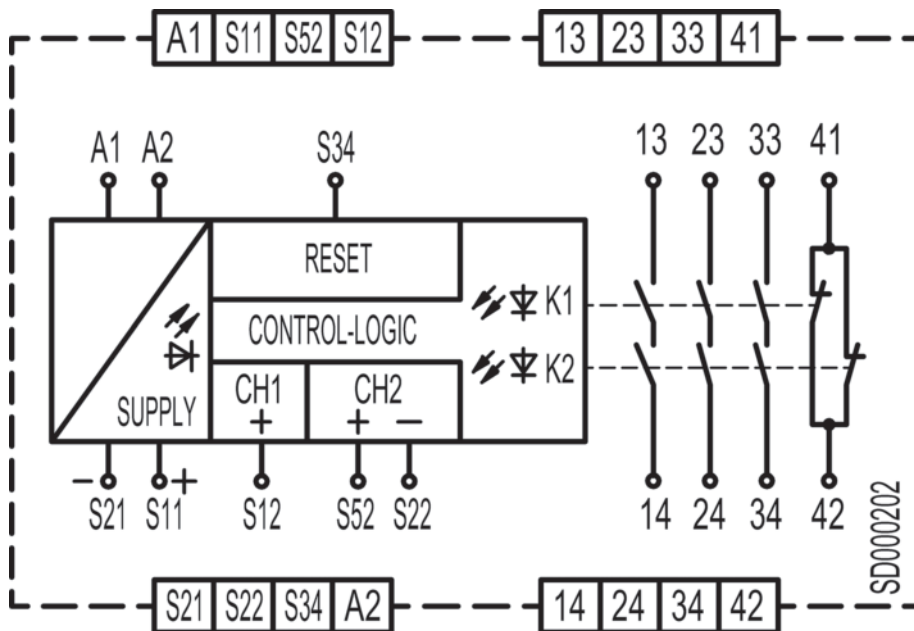 A1 S11 S52 S12 13 23 33 41
A1 A2 S34 13 23 33 41
RESET
K1
CONTROL-LOGIC
K2
CH1 CH2
SUPPLY + + −
− S21 S11 + S12 S52 S22 14 24 34 42
SD000202
S21 S22 S34 A2 14 24 34 42